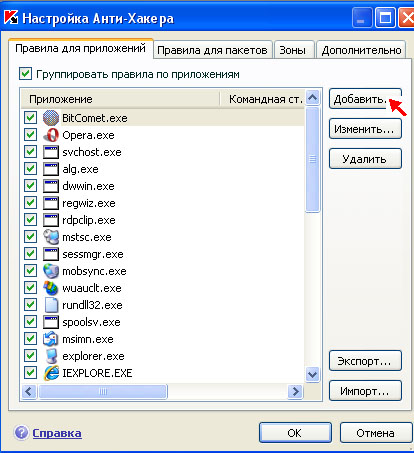 Настройка Анти-Хакера
Правила для приложений
Правила для пакетов
Зоны
Дополнительно
Группировать правила по приложениям
Приложение
Командная ст.
Добавить...
BitComet.exe
Opera.exe
Изменить...
svchost.exe
alg.exe
Удалить
dwwin.exe
regwiz.exe
rdpclip.exe
mstsc.exe
sessmgr.exe
mobsync.exe
wuauclt.exe
rundll32.exe
spoolsv.exe
msimn.exe
explorer.exe
Экспорт...
IEXPLORE.EXE
Импорт...
Справка
OK
Отмена